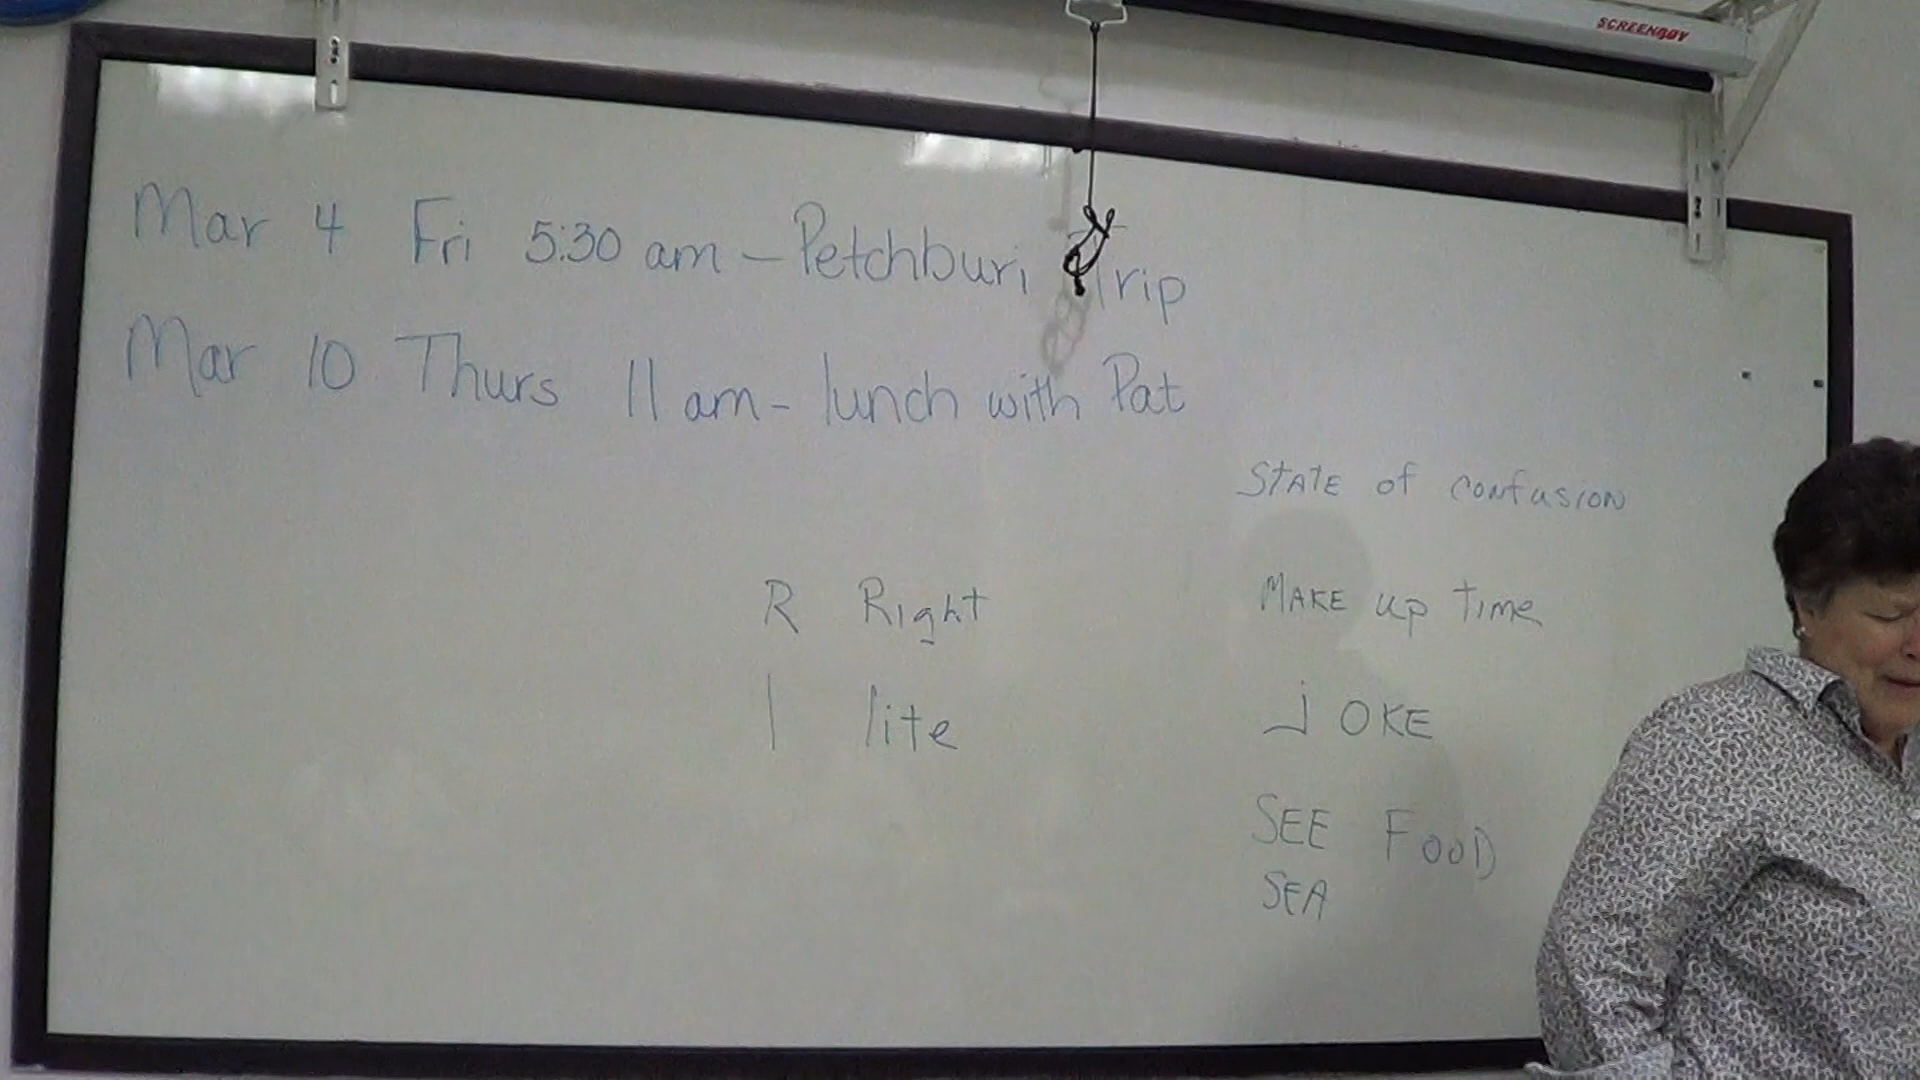 SCREENBOY
Mar 4 Fri 5:30 am – Petchburi Trip
Mar 10 Thurs 11 am – lunch with Pat
STATE of confusion
R Right
MAKE up time
l lite
jOKE
SEE FOOD
SEA